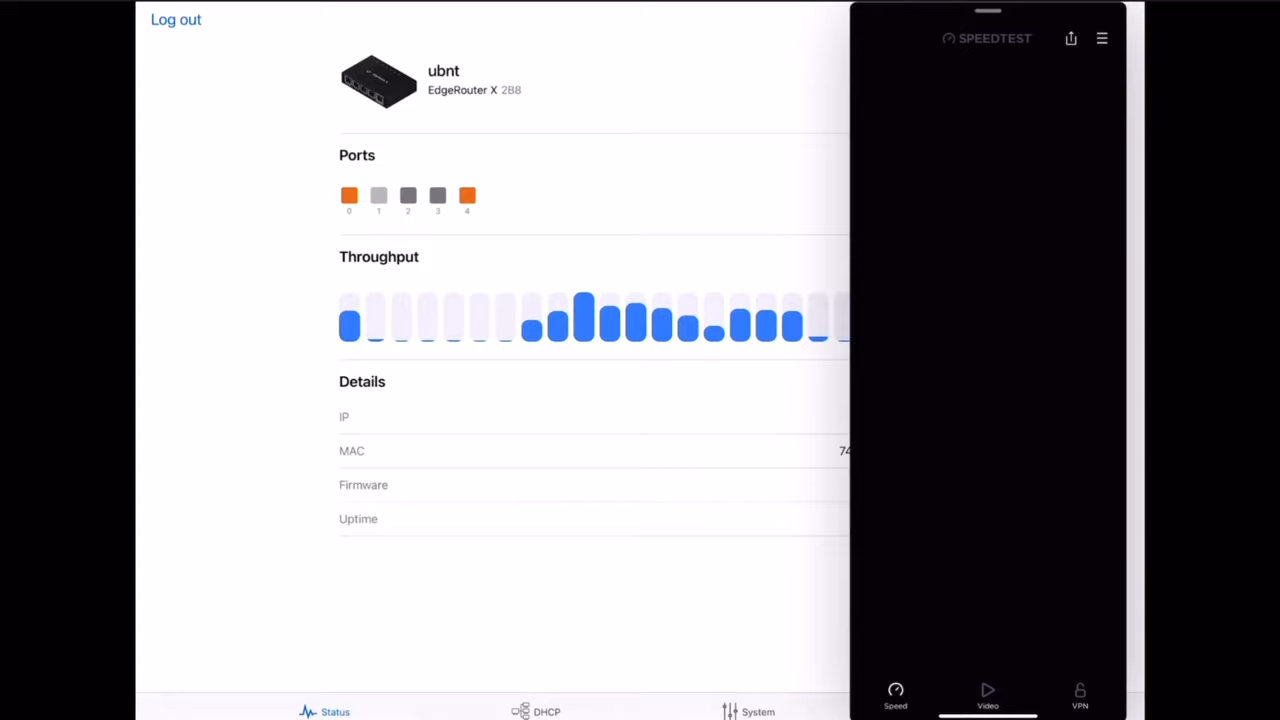 Log out
SPEEDTEST
ubnt
EdgeRouter X 2B8
Ports
0 1 2 3 4
Throughput
Details
IP
MAC 74
Firmware
Uptime
Speed Video VPN
Status DHCP System